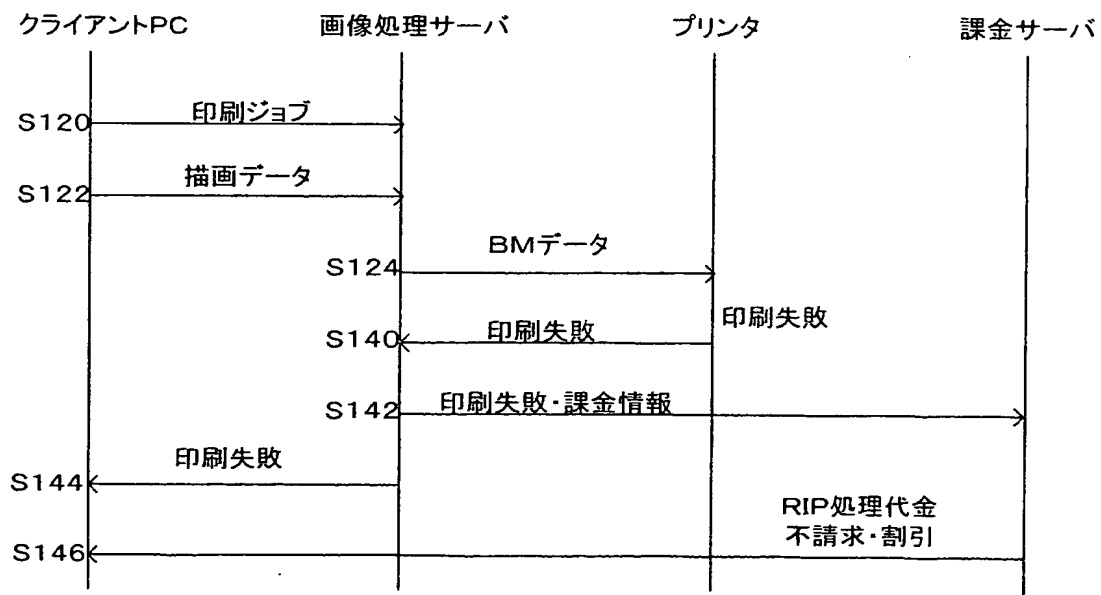 クライアントPC
画像処理サーバ
プリンタ
課金サーバ
S120
印刷ジョブ
S122
描画データ
S124
BMデータ
S140
印刷失敗
印刷失敗
S142
印刷失敗・課金情報
S144
印刷失敗
S146
RIP処理代金
不請求・割引